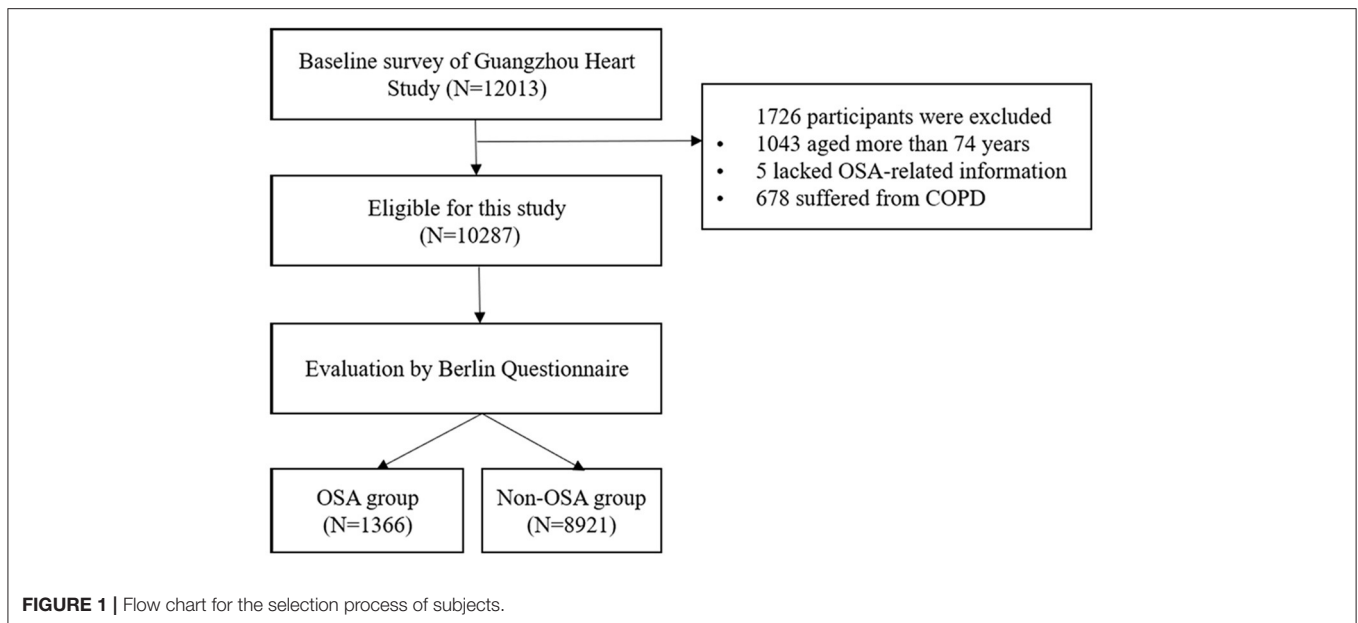 Baseline survey of Guangzhou Heart
Study (N=12013)
1726 participants were excluded
• 1043 aged more than 74 years
• 5 lacked OSA-related information
• 678 suffered from COPD
Eligible for this study
(N=10287)
Evaluation by Berlin Questionnaire
OSA group
(N=1366)
Non-OSA group
(N=8921)
FIGURE 1 | Flow chart for the selection process of subjects.